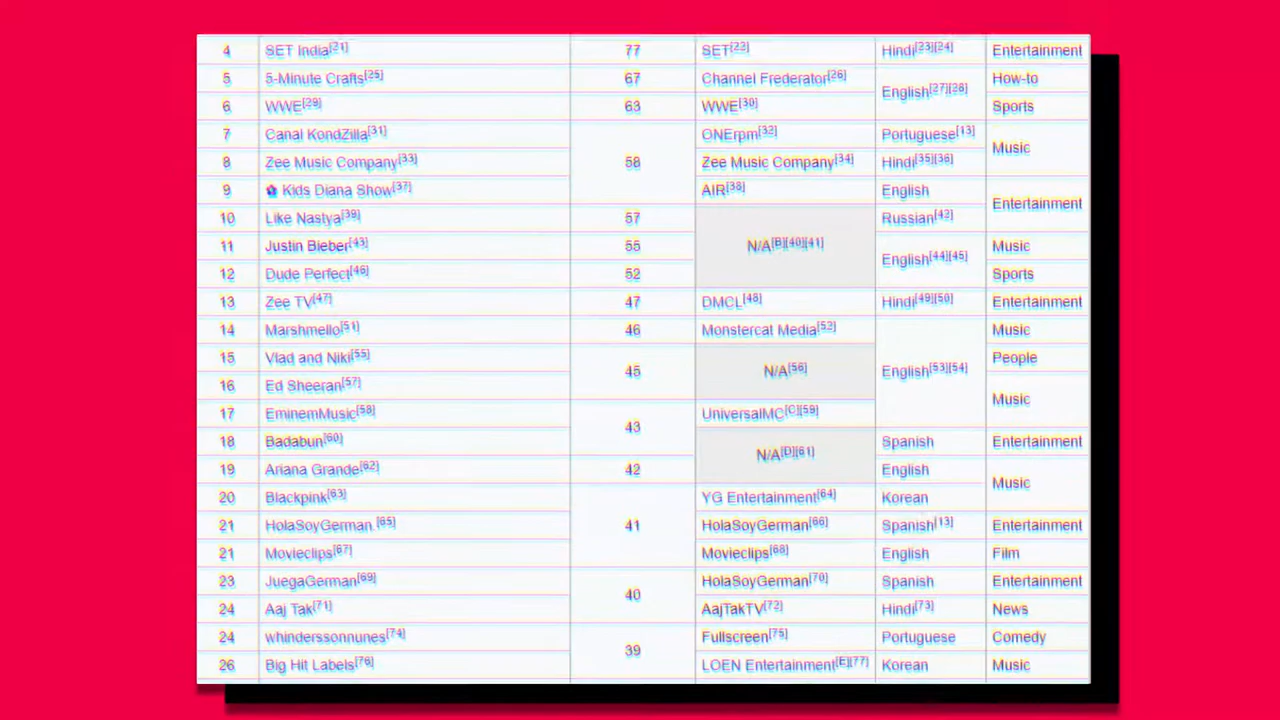 4 SET India[21] 77 SET[22] Hindi[23][24] Entertainment
5 5-Minute Crafts[25] 67 Channel Frederator[26] English[27][28] How-to
6 WWE[29] 63 WWE[30] Sports
7 Canal KondZilla[31] 58 ONErpm[32] Portuguese[13] Music
8 Zee Music Company[33] Zee Music Company[34] Hindi[35][36]
9 ✿ Kids Diana Show[37] AIR[38] English Entertainment
10 Like Nastya[39] 57 N/A[B][40][41] Russian[42]
11 Justin Bieber[43] 55 English[44][45] Music
12 Dude Perfect[46] 52 Sports
13 Zee TV[47] 47 DMCL[48] Hindi[49][50] Entertainment
14 Marshmello[51] 46 Monstercat Media[52] English[53][54] Music
15 Vlad and Niki[55] 45 N/A[56] People
16 Ed Sheeran[57] Music
17 EminemMusic[58] 43 UniversalMC[C][59]
18 Badabun[60] N/A[D][61] Spanish Entertainment
19 Ariana Grande[62] 42 English Music
20 Blackpink[63] 41 YG Entertainment[64] Korean
21 HolaSoyGerman.[65] HolaSoyGerman[66] Spanish[13] Entertainment
21 Movieclips[67] Movieclips[68] English Film
23 JuegaGerman[69] 40 HolaSoyGerman[70] Spanish Entertainment
24 Aaj Tak[71] AajTakTV[72] Hindi[73] News
24 whinderssonnunes[74] 39 Fullscreen[75] Portuguese Comedy
26 Big Hit Labels[76] LOEN Entertainment[E][77] Korean Music